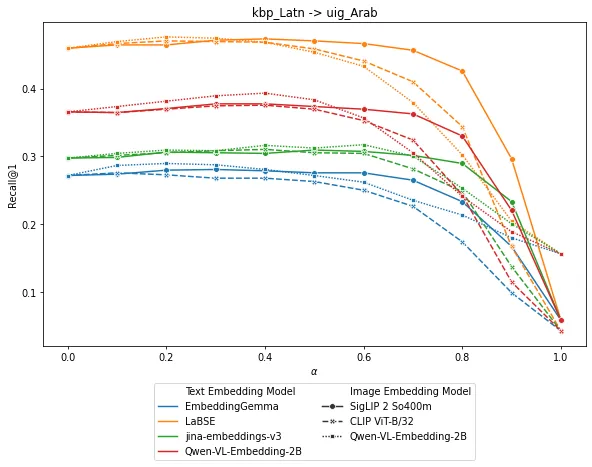 kbp_Latn -> uig_Arab
Recall@1
0.4
0.3
0.2
0.1
0.0 0.2 0.4 0.6 0.8 1.0
α
Text Embedding Model
EmbeddingGemma
LaBSE
jina-embeddings-v3
Qwen-VL-Embedding-2B
Image Embedding Model
SigLIP 2 So400m
CLIP ViT-B/32
Qwen-VL-Embedding-2B